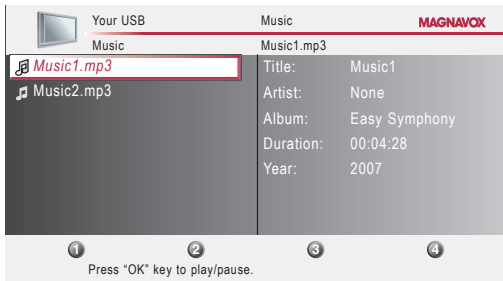 Your USB Music MAGNAVOX
Music Music1.mp3
Music1.mp3
Music2.mp3
Title: Music1
Artist: None
Album: Easy Symphony
Duration: 00:04:28
Year: 2007
1 2 3 4
Press “OK” key to play/pause.